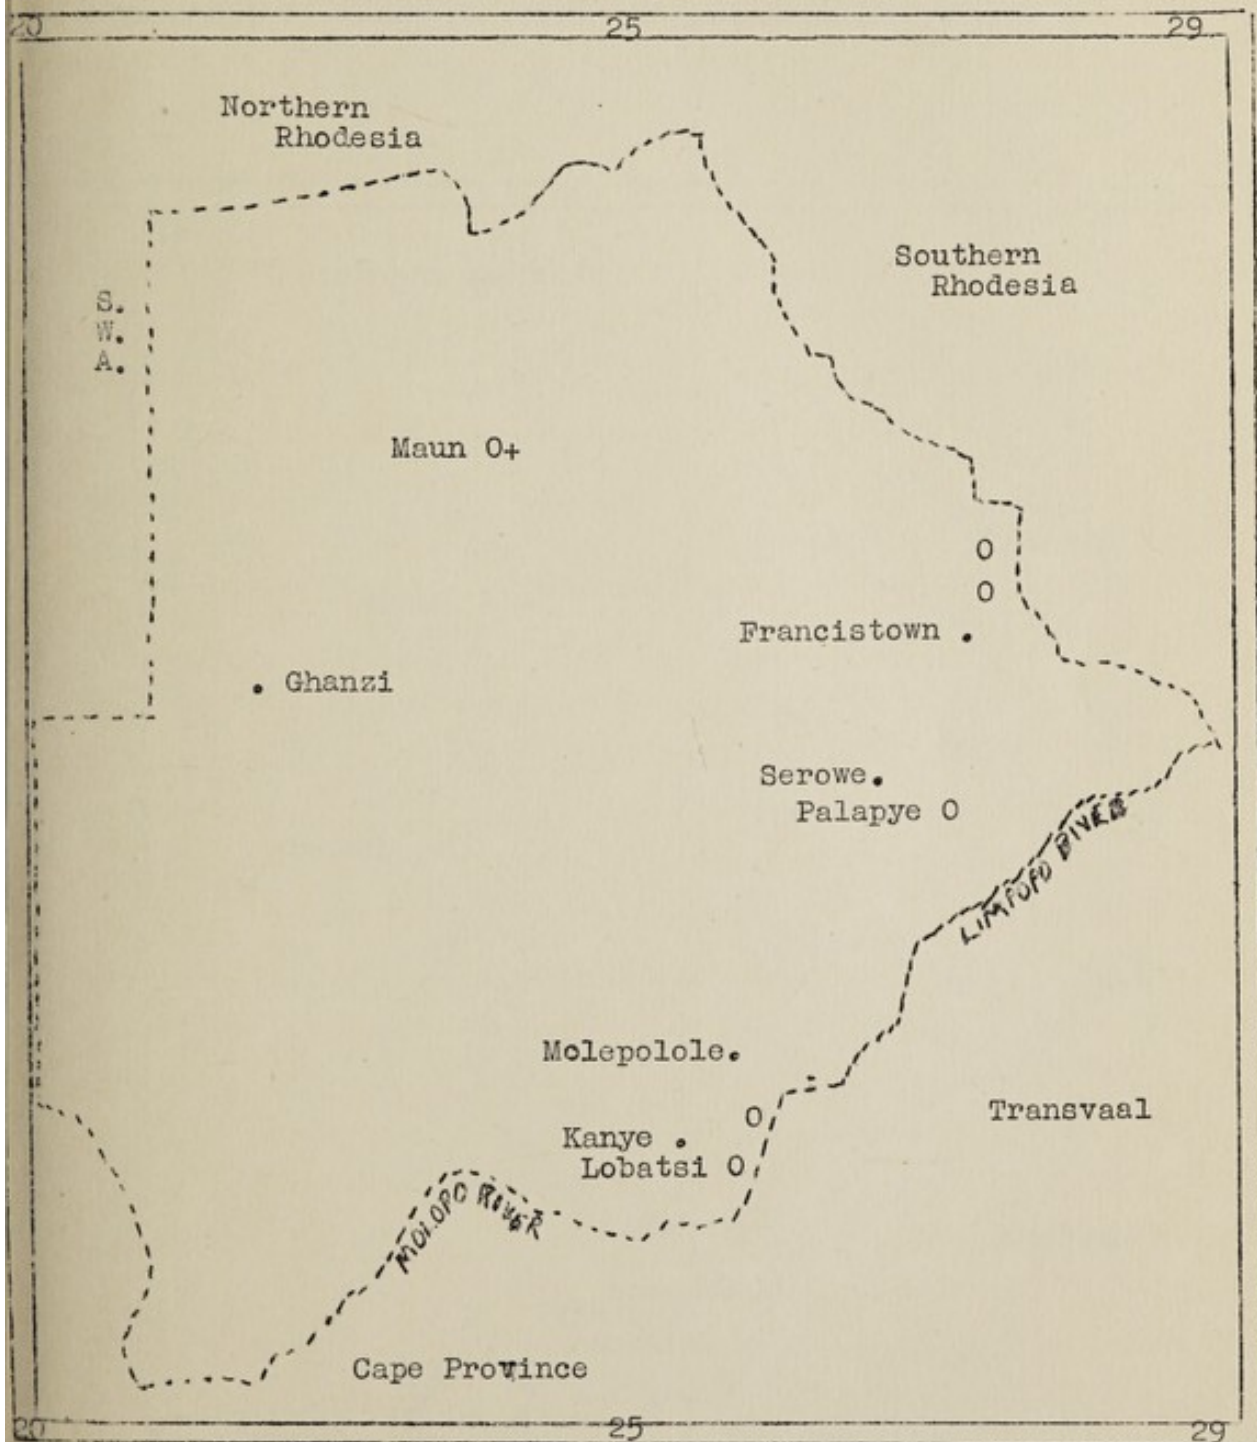 20 25 29
Northern
Rhodesia
Southern
Rhodesia
S.
W.
A.
Maun O+
O
O
Francistown .
. Ghanzi
Serowe.
Palapye O
LIMPOPO RIVER
Molepolole.
Transvaal
O
Kanye .
Lobatsi O
MOLOPO RIVER
Cape Province
20 25 29